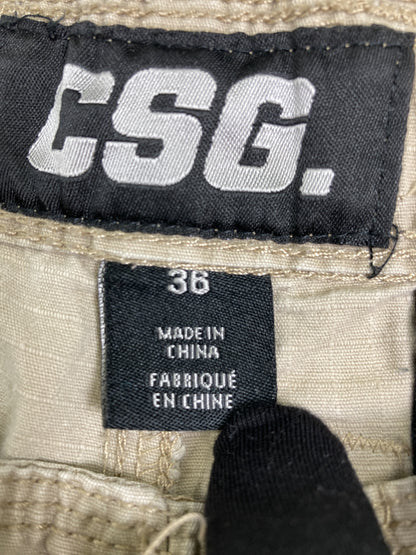 CSG.
36
MADE IN
CHINA
FABRIQUÉ
EN CHINE